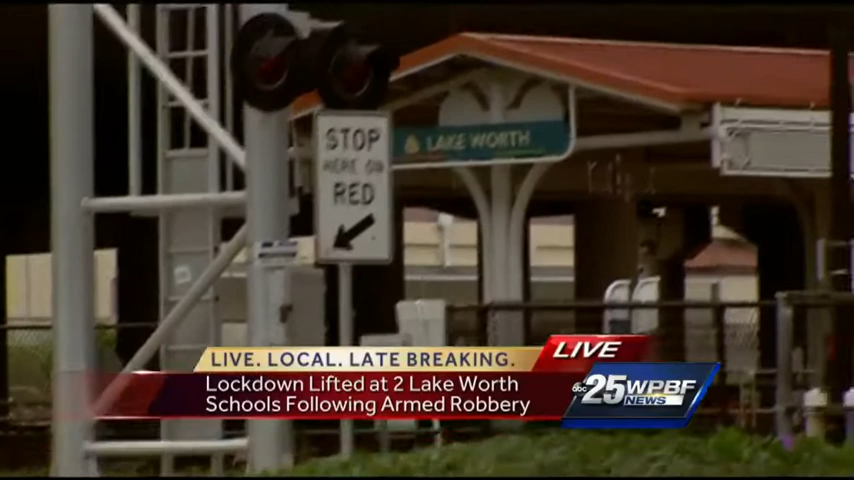 STOP
HERE ON
RED
LAKE WORTH
LIVE. LOCAL. LATE BREAKING.
LIVE
Lockdown Lifted at 2 Lake Worth
Schools Following Armed Robbery
abc 25 WPBF
NEWS